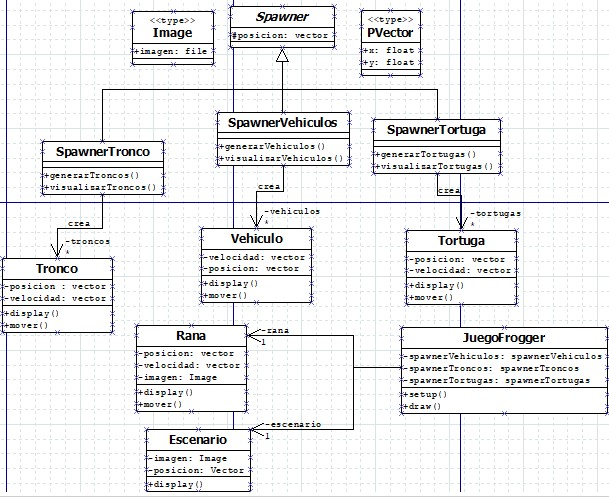 <<type>>
Image
+imagen: file
Spawner
#posicion: vector
<<type>>
PVector
+x: float
+y: float
SpawnerTronco
+generarTroncos()
+visualizarTroncos()
SpawnerVehiculos
+generarVehiculos()
+visualizarVehiculos()
SpawnerTortuga
+generarTortugas()
+visualizarTortugas()
crea
-troncos
*
crea
-vehiculos
*
crea
-tortugas
*
Tronco
-posicion : vector
-velocidad: vector
+display()
+mover()
Vehiculo
-velocidad: vector
-posicion: vector
+display()
+mover()
Tortuga
-posicion: vector
-velocidad: vector
+display()
+mover()
Rana
-posicion: vector
-velocidad: vector
-imagen: Image
+display()
+mover()
-rana
1
JuegoFrogger
-spawnerVehiculos: spawnerVehiculos
-spawnerTroncos: spawnerTroncos
-spawnerTortugas: spawnerTortugas
+setup()
+draw()
-escenario
1
Escenario
-imagen: Image
-posicion: Vector
+display()